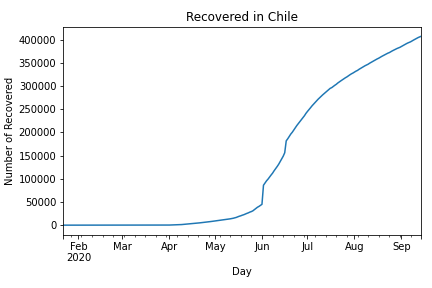 Recovered in Chile
Number of Recovered
400000
350000
300000
250000
200000
150000
100000
50000
0
Feb Mar Apr May Jun Jul Aug Sep
2020
Day